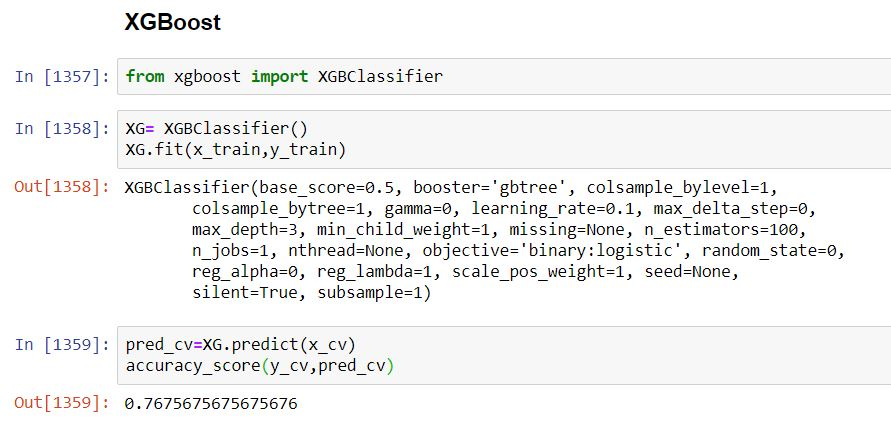 XGBoost
In [1357]: from xgboost import XGBClassifier
In [1358]: XG= XGBClassifier()
XG.fit(x_train,y_train)
Out[1358]: XGBClassifier(base_score=0.5, booster='gbtree', colsample_bylevel=1,
colsample_bytree=1, gamma=0, learning_rate=0.1, max_delta_step=0,
max_depth=3, min_child_weight=1, missing=None, n_estimators=100,
n_jobs=1, nthread=None, objective='binary:logistic', random_state=0,
reg_alpha=0, reg_lambda=1, scale_pos_weight=1, seed=None,
silent=True, subsample=1)
In [1359]: pred_cv=XG.predict(x_cv)
accuracy_score(y_cv,pred_cv)
Out[1359]: 0.7675675675675676